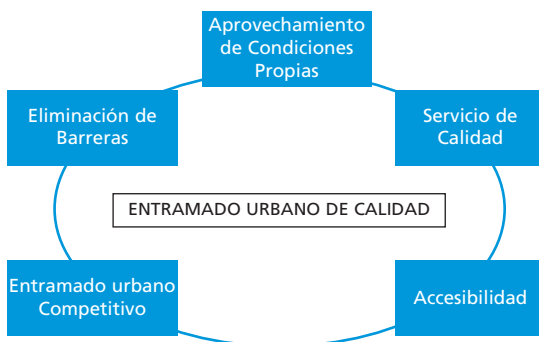 Aprovechamiento
de Condiciones
Propias
Eliminación de
Barreras
Servicio de
Calidad
ENTRAMADO URBANO DE CALIDAD
Entramado urbano
Competitivo
Accesibilidad